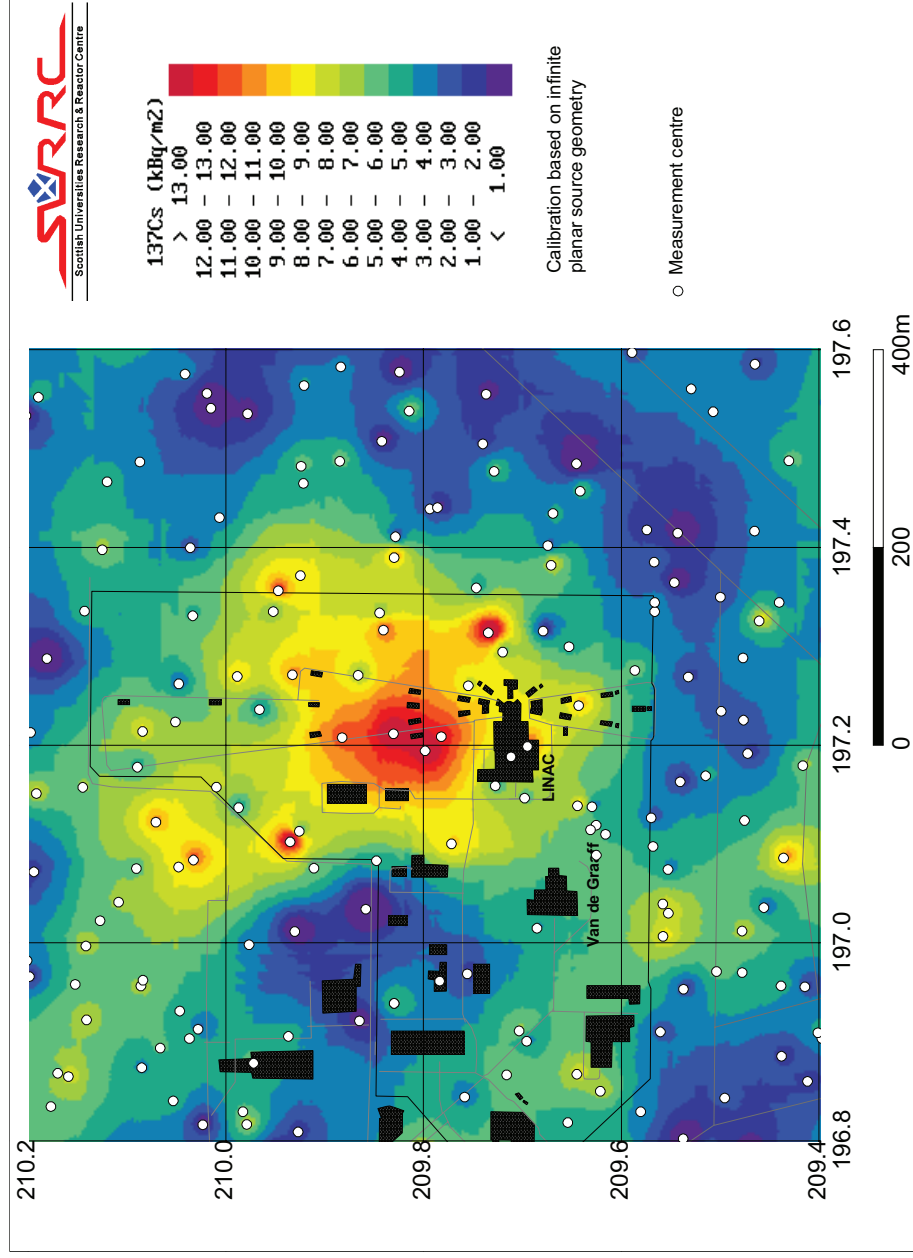 SURRC
Scottish Universities Research & Reactor Centre
137Cs (kBq/m2)
> 13.00
12.00 - 13.00
11.00 - 12.00
10.00 - 11.00
9.00 - 10.00
8.00 - 9.00
7.00 - 8.00
6.00 - 7.00
5.00 - 6.00
4.00 - 5.00
3.00 - 4.00
2.00 - 3.00
1.00 - 2.00
< 1.00
Calibration based on infinite
planar source geometry
Measurement centre
210.2
210.0
209.8
209.6
209.4
196.8
197.0
197.2
197.4
197.6
LINAC
Van de Graaff
0
200
400m